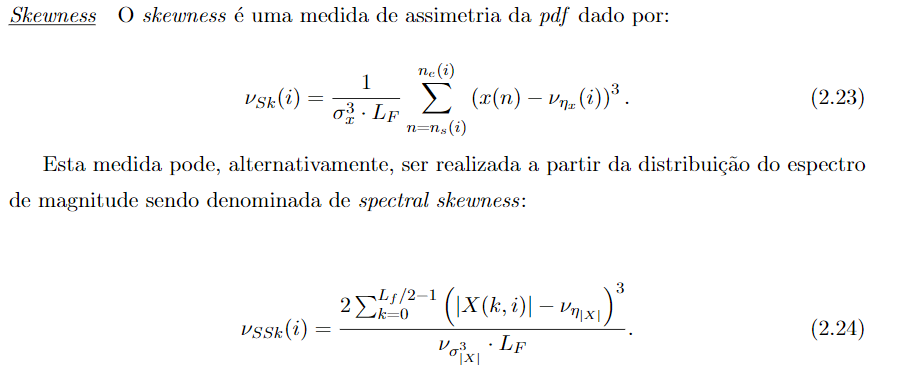 Skewness O skewness é uma medida de assimetria da pdf dado por:
ν_{Sk}(i) = \frac{1}{σ_x^3 · L_F} \sum_{n=n_s(i)}^{n_e(i)} (x(n) − ν_{η_x}(i))^3 . (2.23)
Esta medida pode, alternativamente, ser realizada a partir da distribuição do espectro
de magnitude sendo denominada de spectral skewness:
ν_{SSk}(i) = \frac{2 \sum_{k=0}^{L_f/2−1} (|X(k, i)| − ν_{η_{|X|}})^3}{ν_{σ_{|X|}^3} · L_F} . (2.24)